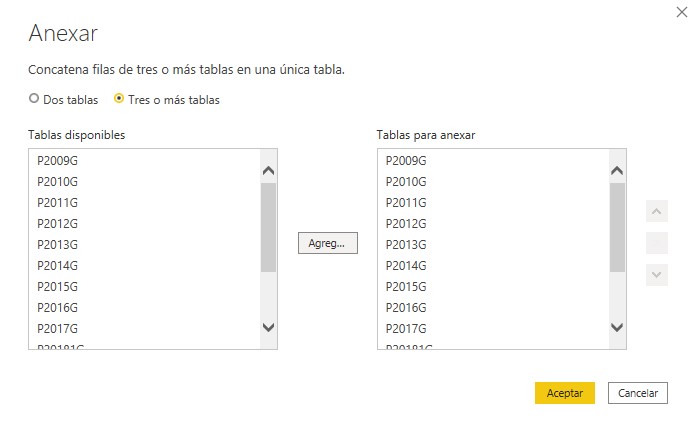 Anexar
Concatena filas de tres o más tablas en una única tabla.
Dos tablas Tres o más tablas
Tablas disponibles
P2009G
P2010G
P2011G
P2012G
P2013G
P2014G
P2015G
P2016G
P2017G
P20181G
Agreg...
Tablas para anexar
P2009G
P2010G
P2011G
P2012G
P2013G
P2014G
P2015G
P2016G
P2017G
P20181G
Aceptar Cancelar